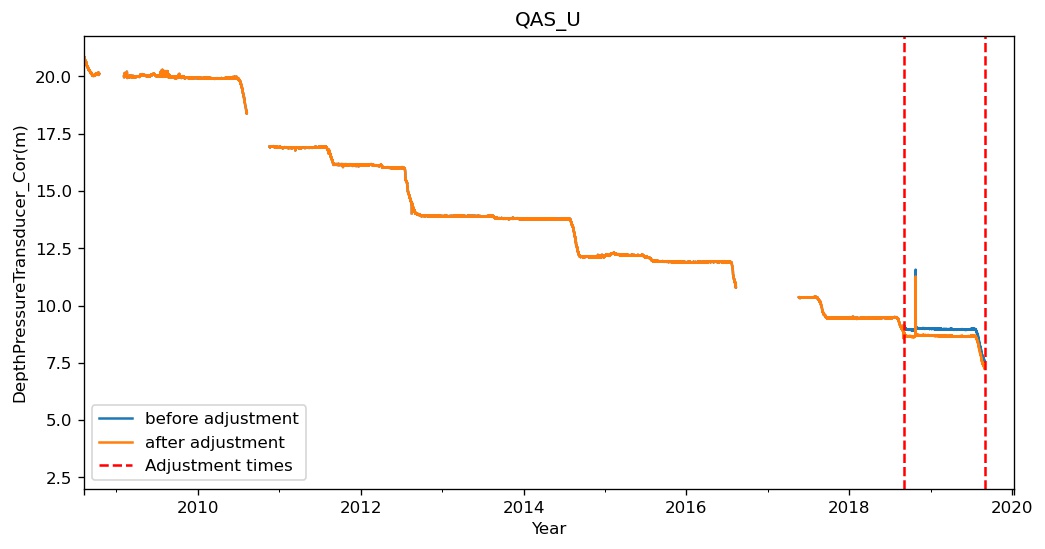 QAS_U
DepthPressureTransducer_Cor(m)
20.0
17.5
15.0
12.5
10.0
7.5
5.0
2.5
before adjustment
after adjustment
Adjustment times
2010 2012 2014 2016 2018 2020
Year